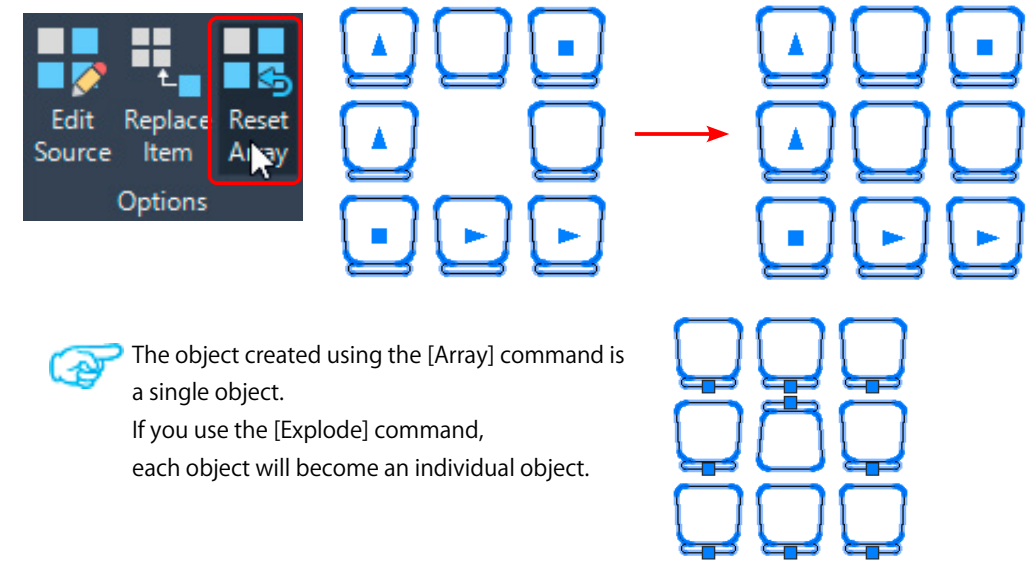 Edit Source
Replace Item
Reset Array
Options
The object created using the [Array] command is
a single object.
If you use the [Explode] command,
each object will become an individual object.